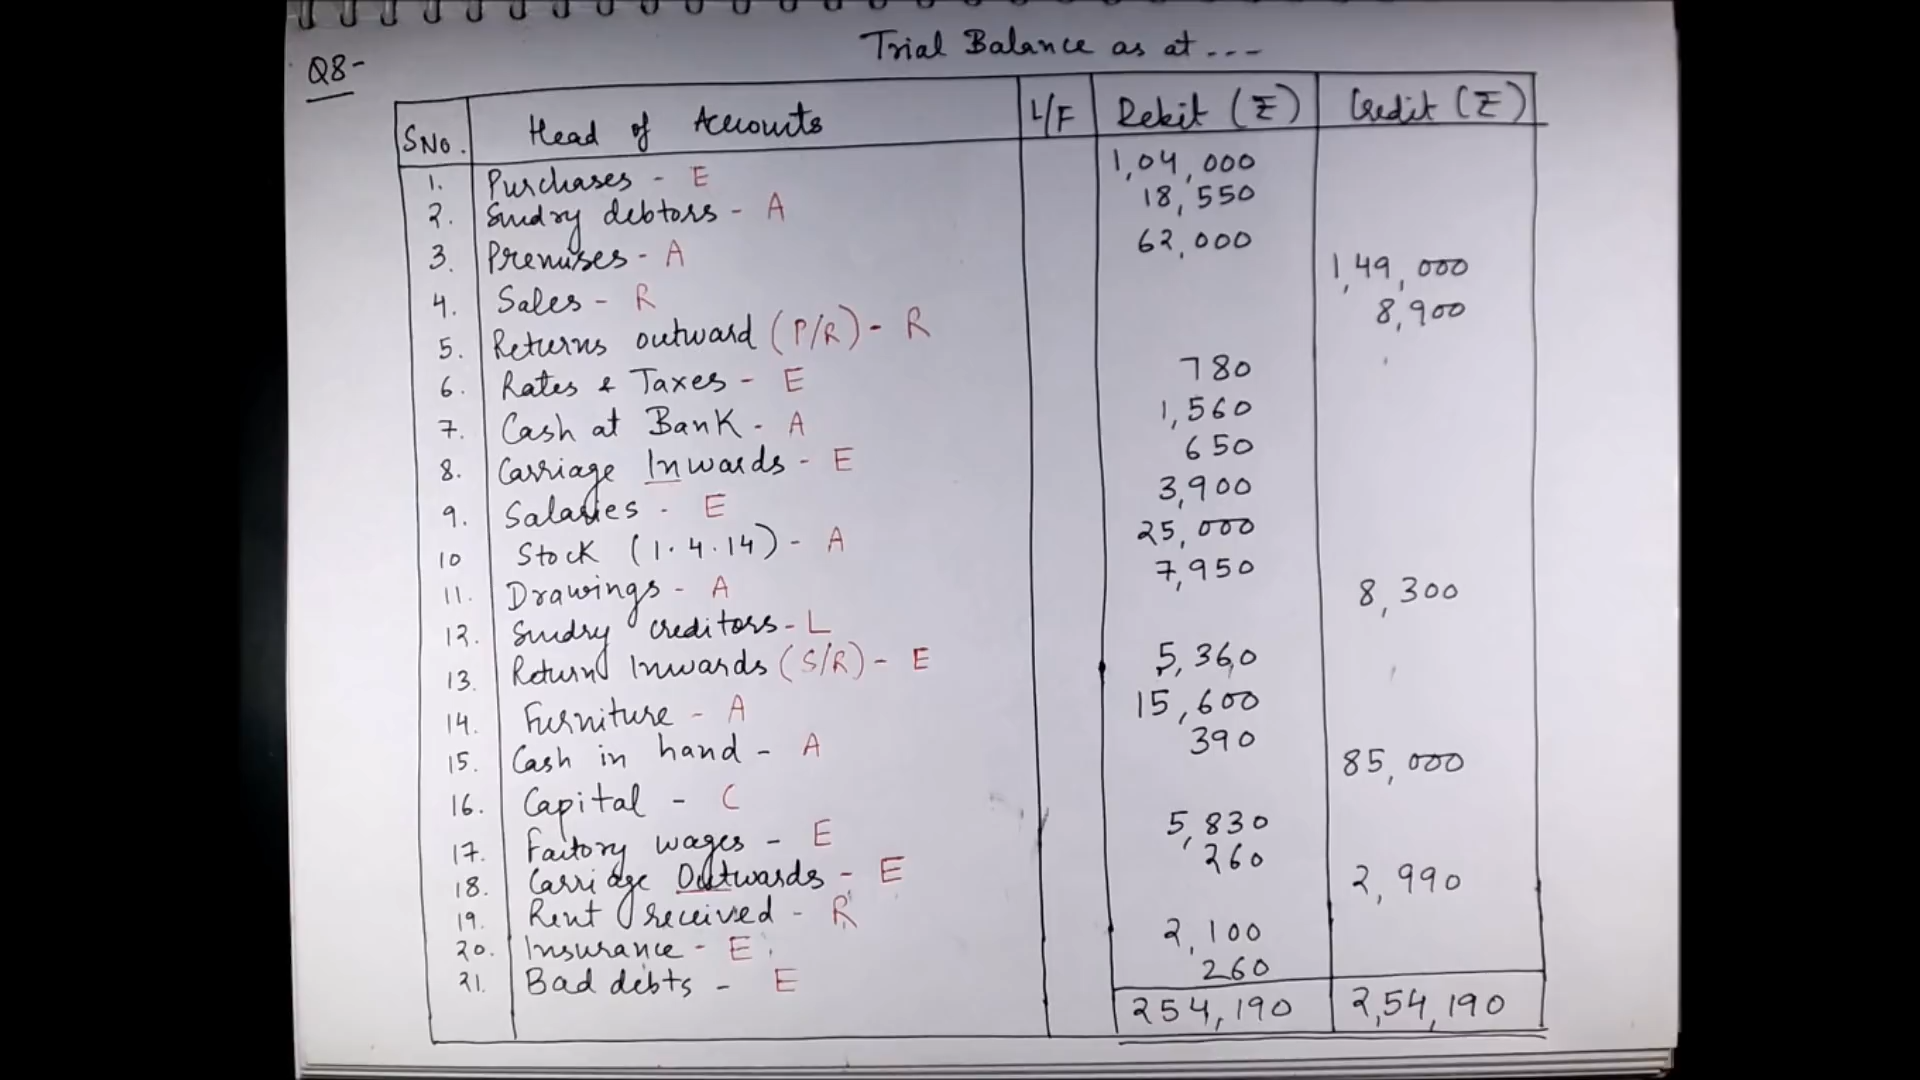 Trial Balance as at ---
Q8-
SNo. Head of Accounts L/F Debit (₹) Credit (₹)
1. Purchases - E 1,04,000
2. Sundry debtors - A 18,550
3. Premises - A 62,000
4. Sales - R 1,49,000
5. Returns outward (P/R) - R 8,900
6. Rates & Taxes - E 780
7. Cash at Bank - A 1,560
8. Carriage Inwards - E 650
9. Salaries - E 3,900
10 Stock (1.4.14) - A 25,000
11. Drawings - A 7,950
12. Sundry creditors - L 8,300
13. Return Inwards (S/R) - E 5,360
14. Furniture - A 15,600
15. Cash in hand - A 390
16. Capital - C 85,000
17. Factory wages - E 5,830
18. Carriage Outwards - E 260
19. Rent received - R 2,990
20. Insurance - E 2,100
21. Bad debts - E 260
254,190 2,54,190